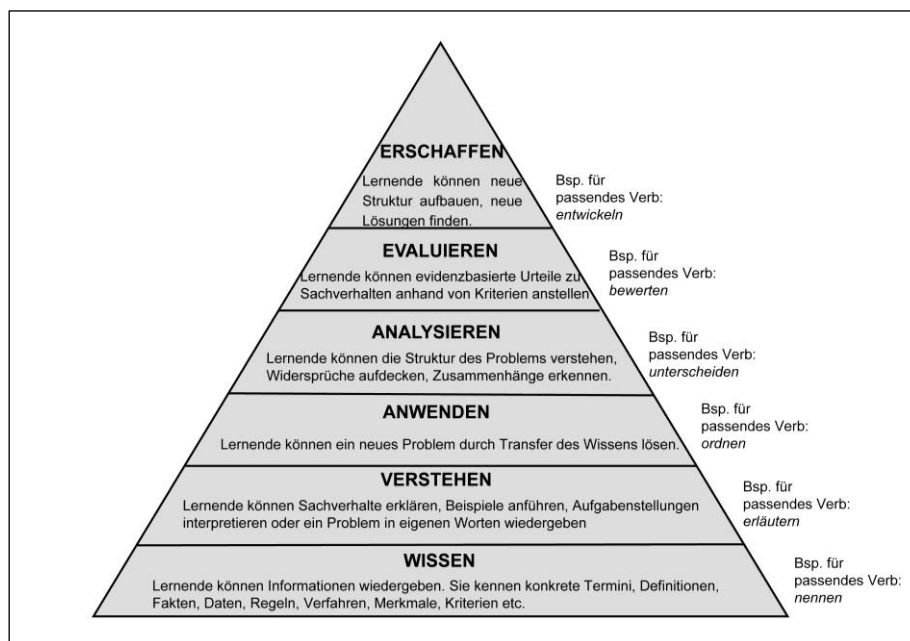 ERSCHAFFEN
Lernende können neue
Struktur aufbauen, neue
Lösungen finden.
Bsp. für
passendes Verb:
entwickeln
EVALUIEREN
Lernende können evidenzbasierte Urteile zu
Sachverhalten anhand von Kriterien anstellen
Bsp. für
passendes Verb:
bewerten
ANALYSIEREN
Lernende können die Struktur des Problems verstehen,
Widersprüche aufdecken, Zusammenhänge erkennen.
Bsp. für
passendes Verb:
unterscheiden
ANWENDEN
Lernende können ein neues Problem durch Transfer des Wissens lösen.
Bsp. für
passendes Verb:
ordnen
VERSTEHEN
Lernende können Sachverhalte erklären, Beispiele anführen, Aufgabenstellungen
interpretieren oder ein Problem in eigenen Worten wiedergeben
Bsp. für
passendes Verb:
erläutern
WISSEN
Lernende können Informationen wiedergeben. Sie kennen konkrete Termini, Definitionen,
Fakten, Daten, Regeln, Verfahren, Merkmale, Kriterien etc.
Bsp. für
passendes Verb:
nennen